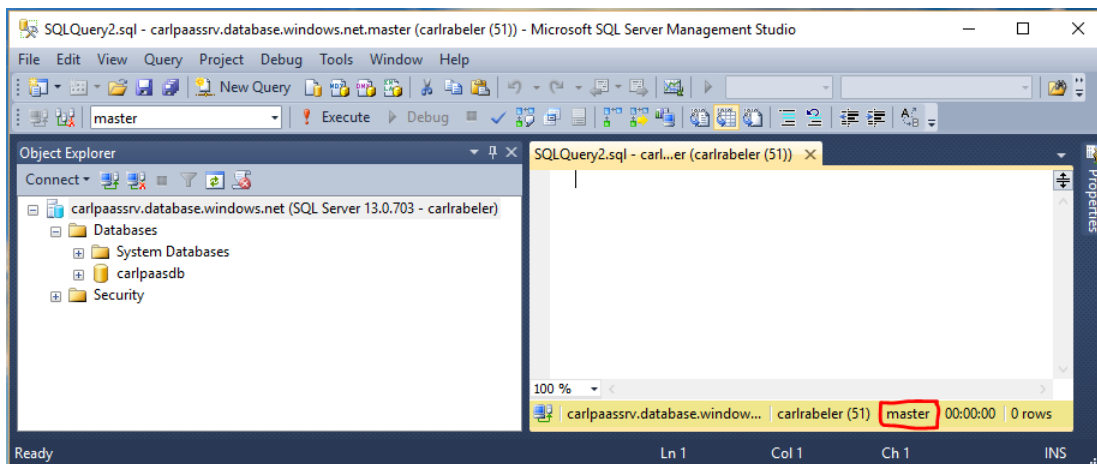 SQLQuery2.sql - carlpaassrv.database.windows.net.master (carlrabeler (51)) - Microsoft SQL Server Management Studio
File Edit View Query Project Debug Tools Window Help
New Query
master Execute Debug
Object Explorer
Connect
carlpaassrv.database.windows.net (SQL Server 13.0.703 - carlrabeler)
Databases
System Databases
carlpaasdb
Security
SQLQuery2.sql - carl...er (carlrabeler (51))
Properties
100 %
carlpaassrv.database.window... carlrabeler (51) master 00:00:00 0 rows
Ready Ln 1 Col 1 Ch 1 INS